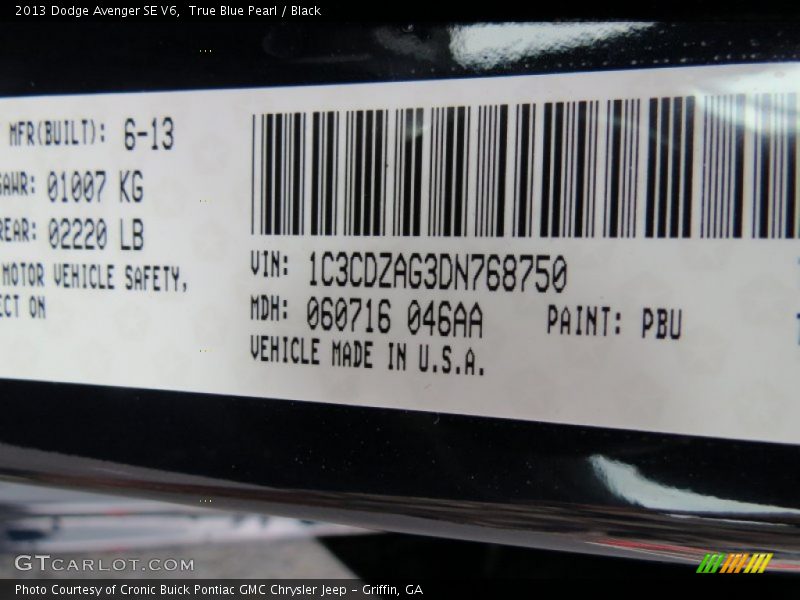 2013 Dodge Avenger SE V6,  True Blue Pearl / Black
MFR(BUILT): 6-13
GAWR: 01007 KG
REAR: 02220 LB
MOTOR VEHICLE SAFETY,
ECT ON
VIN: 1C3CDZAG3DN768750
MDH: 060716 046AA
PAINT: PBU
VEHICLE MADE IN U.S.A.
GTCARLOT.COM
Photo Courtesy of Cronic Buick Pontiac GMC Chrysler Jeep - Griffin, GA